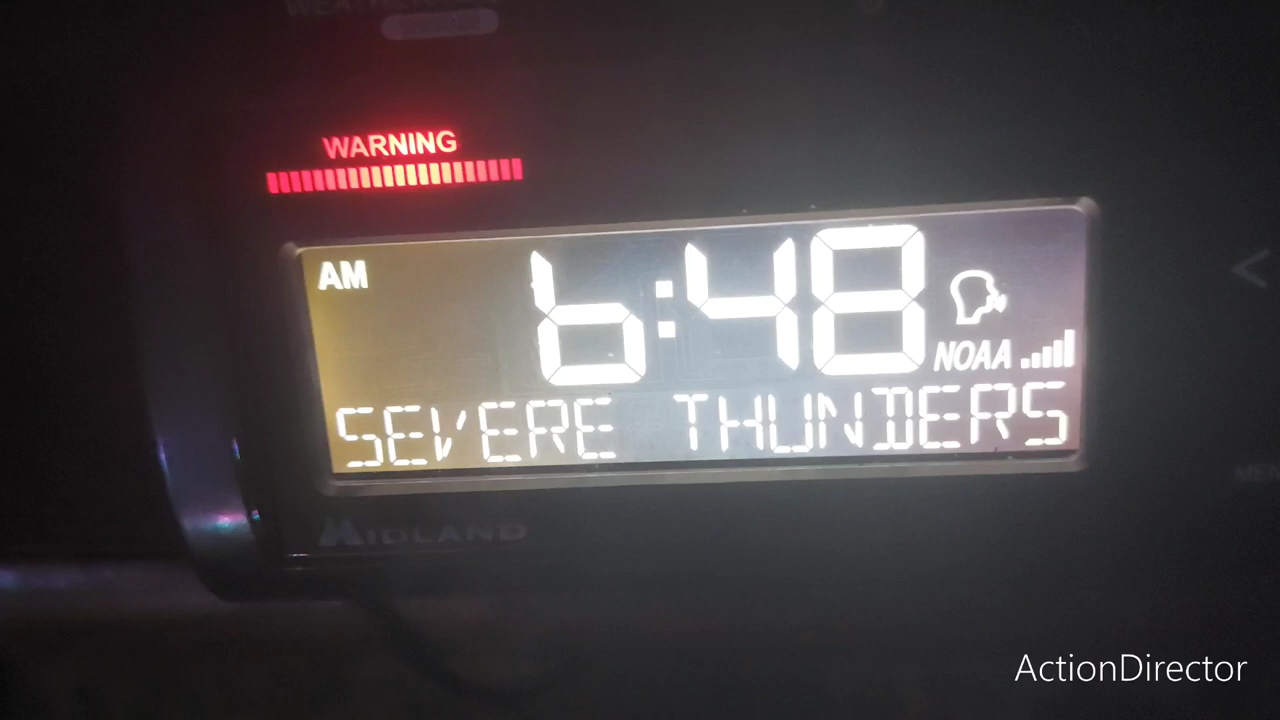 WARNING
AM
6:48
NOAA
SEVERE THUNDERS
MIDLAND
ActionDirector